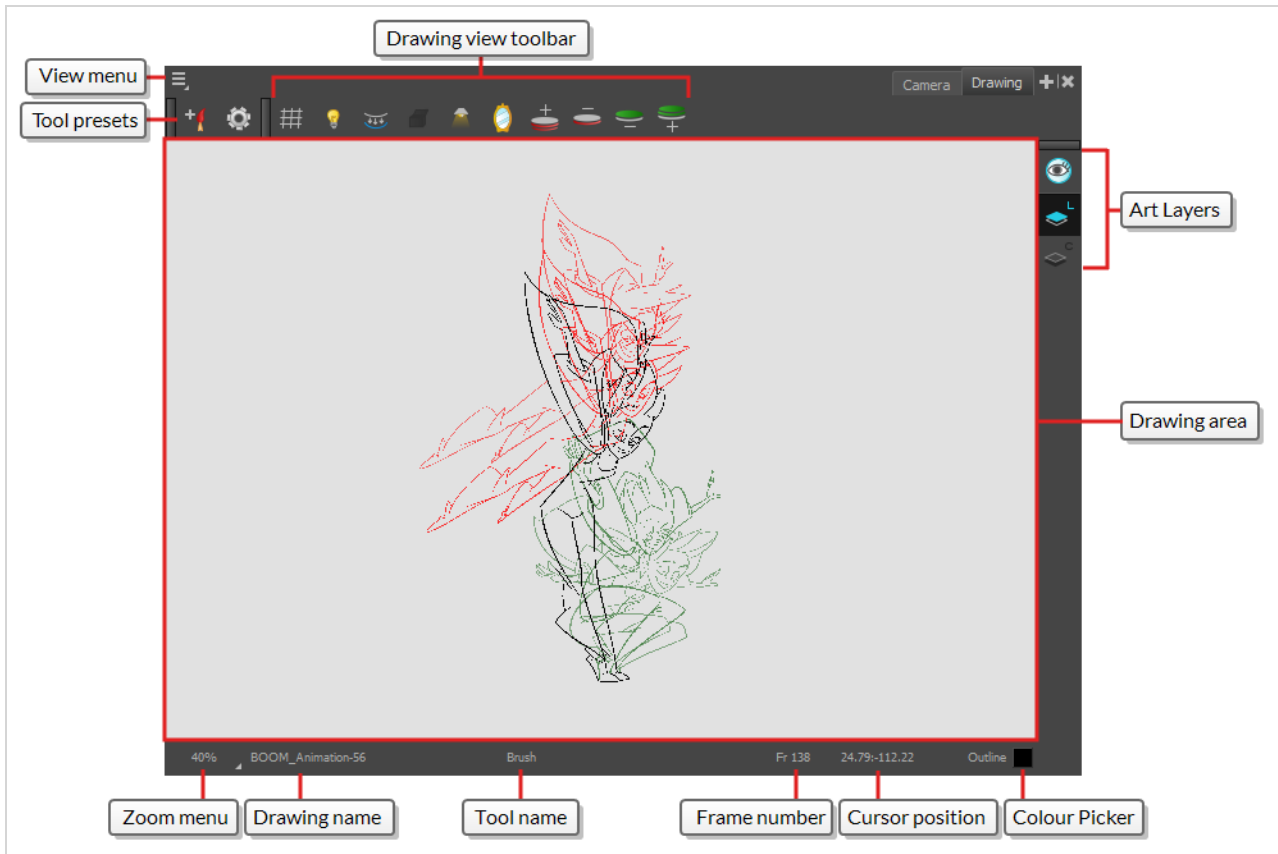 Drawing view toolbar
View menu
Camera
Drawing
Tool presets
L
Art Layers
C
Drawing area
40%
BOOM_Animation-56
Brush
Fr 138
24.79:-112.22
Outline
Zoom menu
Drawing name
Tool name
Frame number
Cursor position
Colour Picker